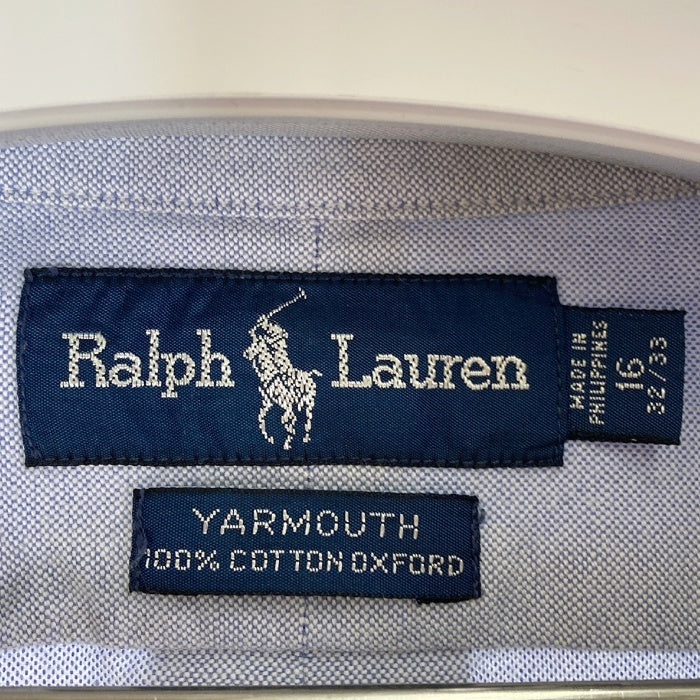 Ralph Lauren
MADE IN
PHILIPPINES
16
32/33
YARMOUTH
100% COTTON OXFORD